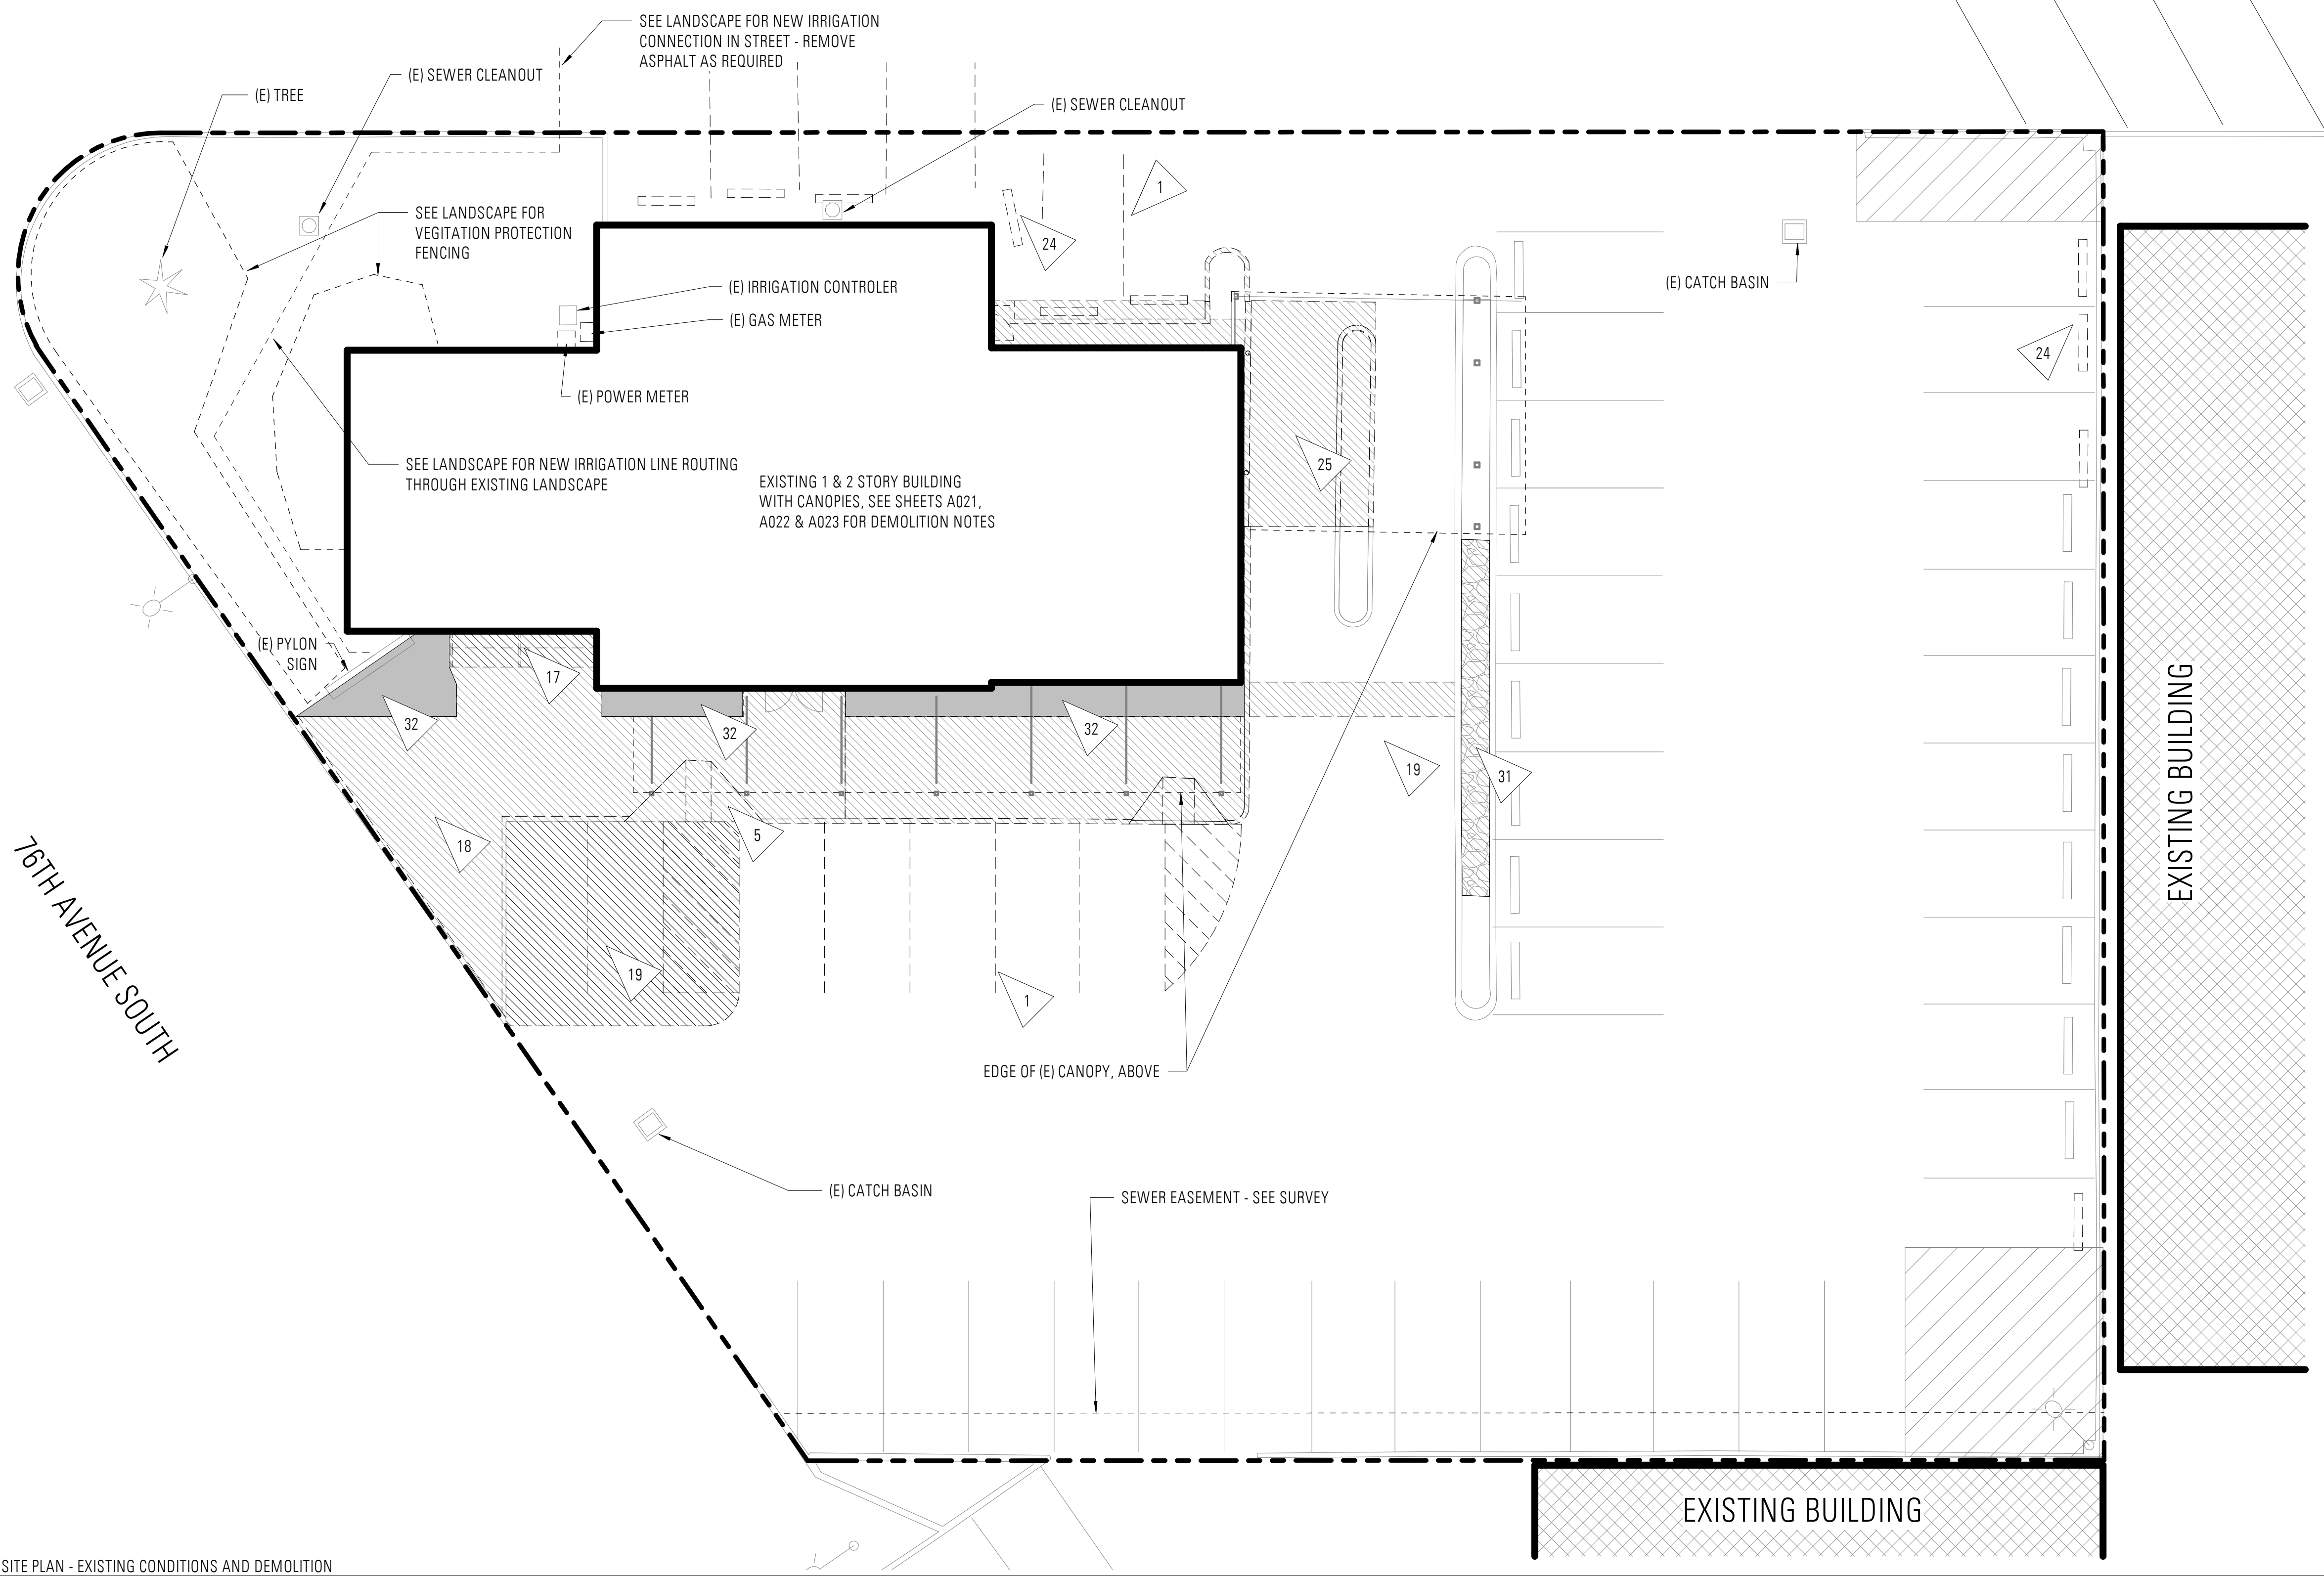 SEE LANDSCAPE FOR NEW IRRIGATION
CONNECTION IN STREET - REMOVE
ASPHALT AS REQUIRED
(E) SEWER CLEANOUT
(E) TREE
(E) SEWER CLEANOUT
1
SEE LANDSCAPE FOR
VEGITATION PROTECTION
FENCING
24
(E) IRRIGATION CONTROLER
(E) CATCH BASIN
(E) GAS METER
24
(E) POWER METER
SEE LANDSCAPE FOR NEW IRRIGATION LINE ROUTING
THROUGH EXISTING LANDSCAPE
25
EXISTING 1 & 2 STORY BUILDING
WITH CANOPIES, SEE SHEETS A021,
A022 & A023 FOR DEMOLITION NOTES
(E) PYLON
SIGN
17
32
32
32
19
31
5
18
EXISTING BUILDING
76TH AVENUE SOUTH
19
1
EDGE OF (E) CANOPY, ABOVE
(E) CATCH BASIN
SEWER EASEMENT - SEE SURVEY
EXISTING BUILDING
SITE PLAN - EXISTING CONDITIONS AND DEMOLITION